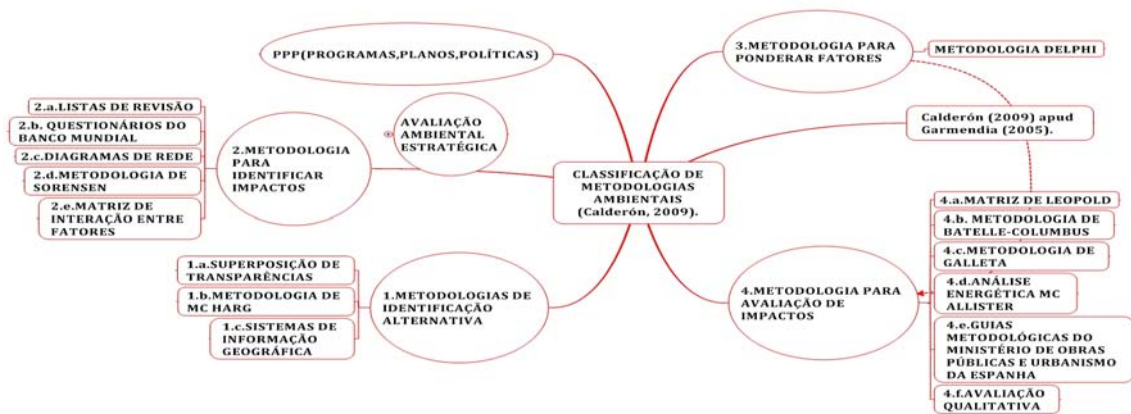 PPP(PROGRAMAS,PLANOS,POLÍTICAS)
AVALIAÇÃO
AMBIENTAL
ESTRATÉGICA
2.METODOLOGIA
PARA
IDENTIFICAR
IMPACTOS
2.a.LISTAS DE REVISÃO
2.b. QUESTIONÁRIOS DO
BANCO MUNDIAL
2.c.DIAGRAMAS DE REDE
2.d.METODOLOGIA DE
SORENSEN
2.e.MATRIZ DE
INTERAÇÃO ENTRE
FATORES
1.a.SUPERPOSIÇÃO DE
TRANSPARÊNCIAS
1.b.METODOLOGIA DE
MC HARG
1.c.SISTEMAS DE
INFORMAÇÃO
GEOGRÁFICA
1.METODOLOGIAS DE
IDENTIFICAÇÃO
ALTERNATIVA
CLASSIFICAÇÃO DE
METODOLOGIAS
AMBIENTAIS
(Calderón, 2009).
3.METODOLOGIA PARA
PONDERAR FATORES
METODOLOGIA DELPHI
Calderón (2009) apud
Garmendia (2005).
4.METODOLOGIA PARA
AVALIAÇÃO DE
IMPACTOS
4.a.MATRIZ DE LEOPOLD
4.b. METODOLOGIA DE
BATELLE-COLUMBUS
4.c.METODOLOGIA DE
GALLETA
4.d.ANÁLISE
ENERGÉTICA MC
ALLISTER
4.e.GUIAS
METODOLÓGICAS DO
MINISTÉRIO DE OBRAS
PÚBLICAS E URBANISMO
DA ESPANHA
4.f.AVALIAÇÃO
QUALITATIVA